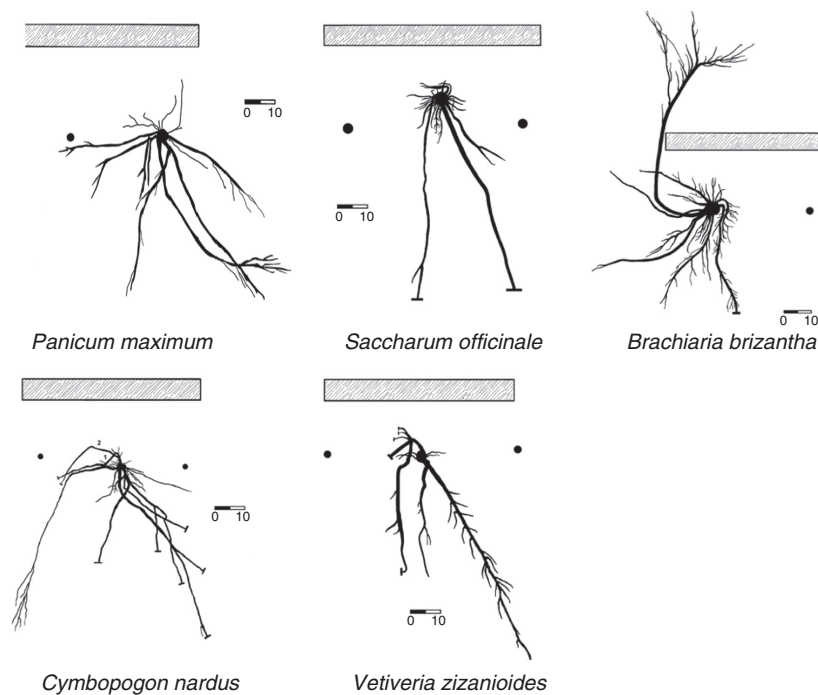 0 10
0 10
0 10
Panicum maximum
Saccharum officinale
Brachiaria brizantha
2
1
0 10
0 10
Cymbopogon nardus
Vetiveria zizanioides